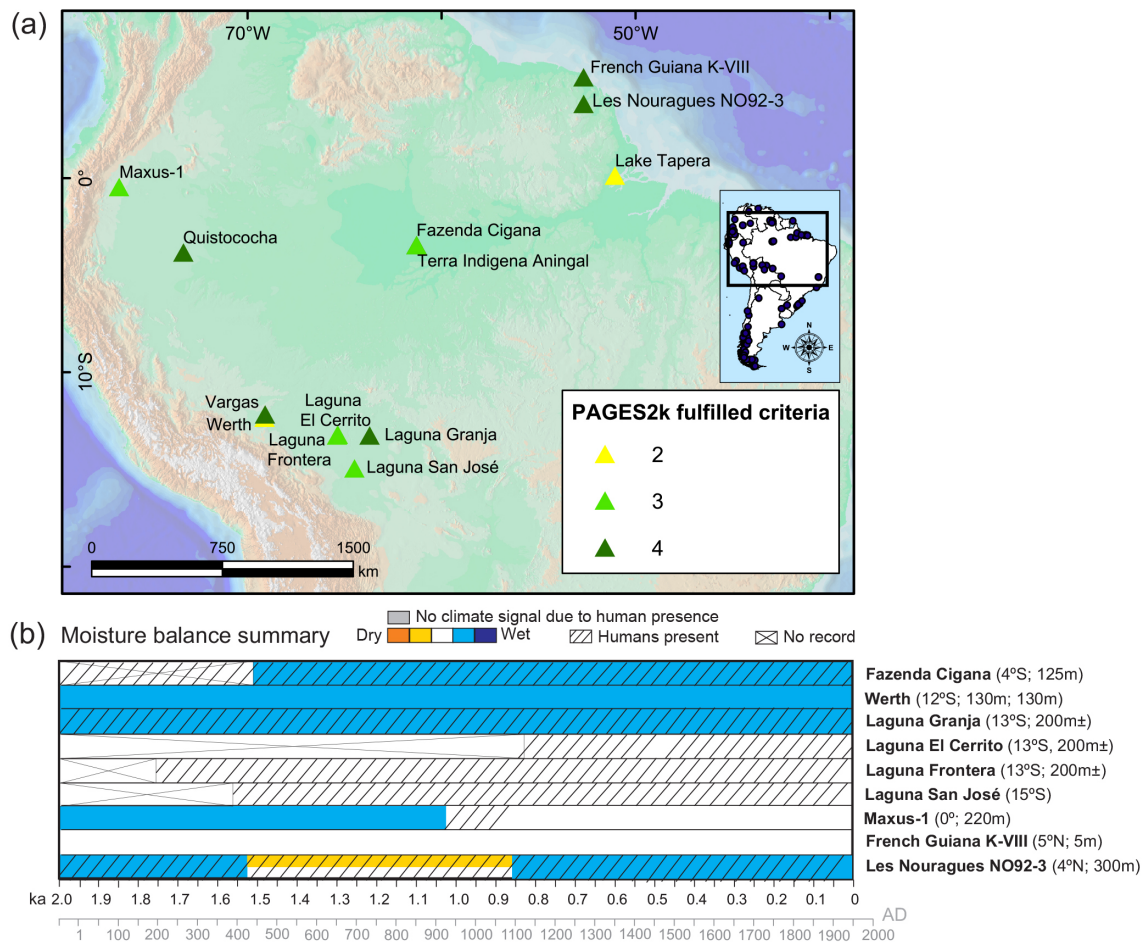 (a)
70°W
50°W
0°
10°S
French Guiana K-VIII
Les Nouragues NO92-3
Lake Tapera
Maxus-1
Quistococha
Fazenda Cigana
Terra Indigena Aningal
Vargas
Werth
Laguna
El Cerrito
Laguna
Frontera
Laguna Granja
Laguna San José
N
W
E
S
PAGES2k fulfilled criteria
2
3
4
0
750
1500
km
(b)
Moisture balance summary
No climate signal due to human presence
Dry
Wet
Humans present
No record
Fazenda Cigana (4ºS; 125m)
Werth (12ºS; 130m; 130m)
Laguna Granja (13ºS; 200m±)
Laguna El Cerrito (13ºS, 200m±)
Laguna Frontera (13ºS; 200m±)
Laguna San José (15ºS)
Maxus-1 (0º; 220m)
French Guiana K-VIII (5ºN; 5m)
Les Nouragues NO92-3 (4ºN; 300m)
ka 2.0 1.9 1.8 1.7 1.6 1.5 1.4 1.3 1.2 1.1 1.0 0.9 0.8 0.7 0.6 0.5 0.4 0.3 0.2 0.1 0
AD
1 100 200 300 400 500 600 700 800 900 1000 1100 1200 1300 1400 1500 1600 1700 1800 1900 2000